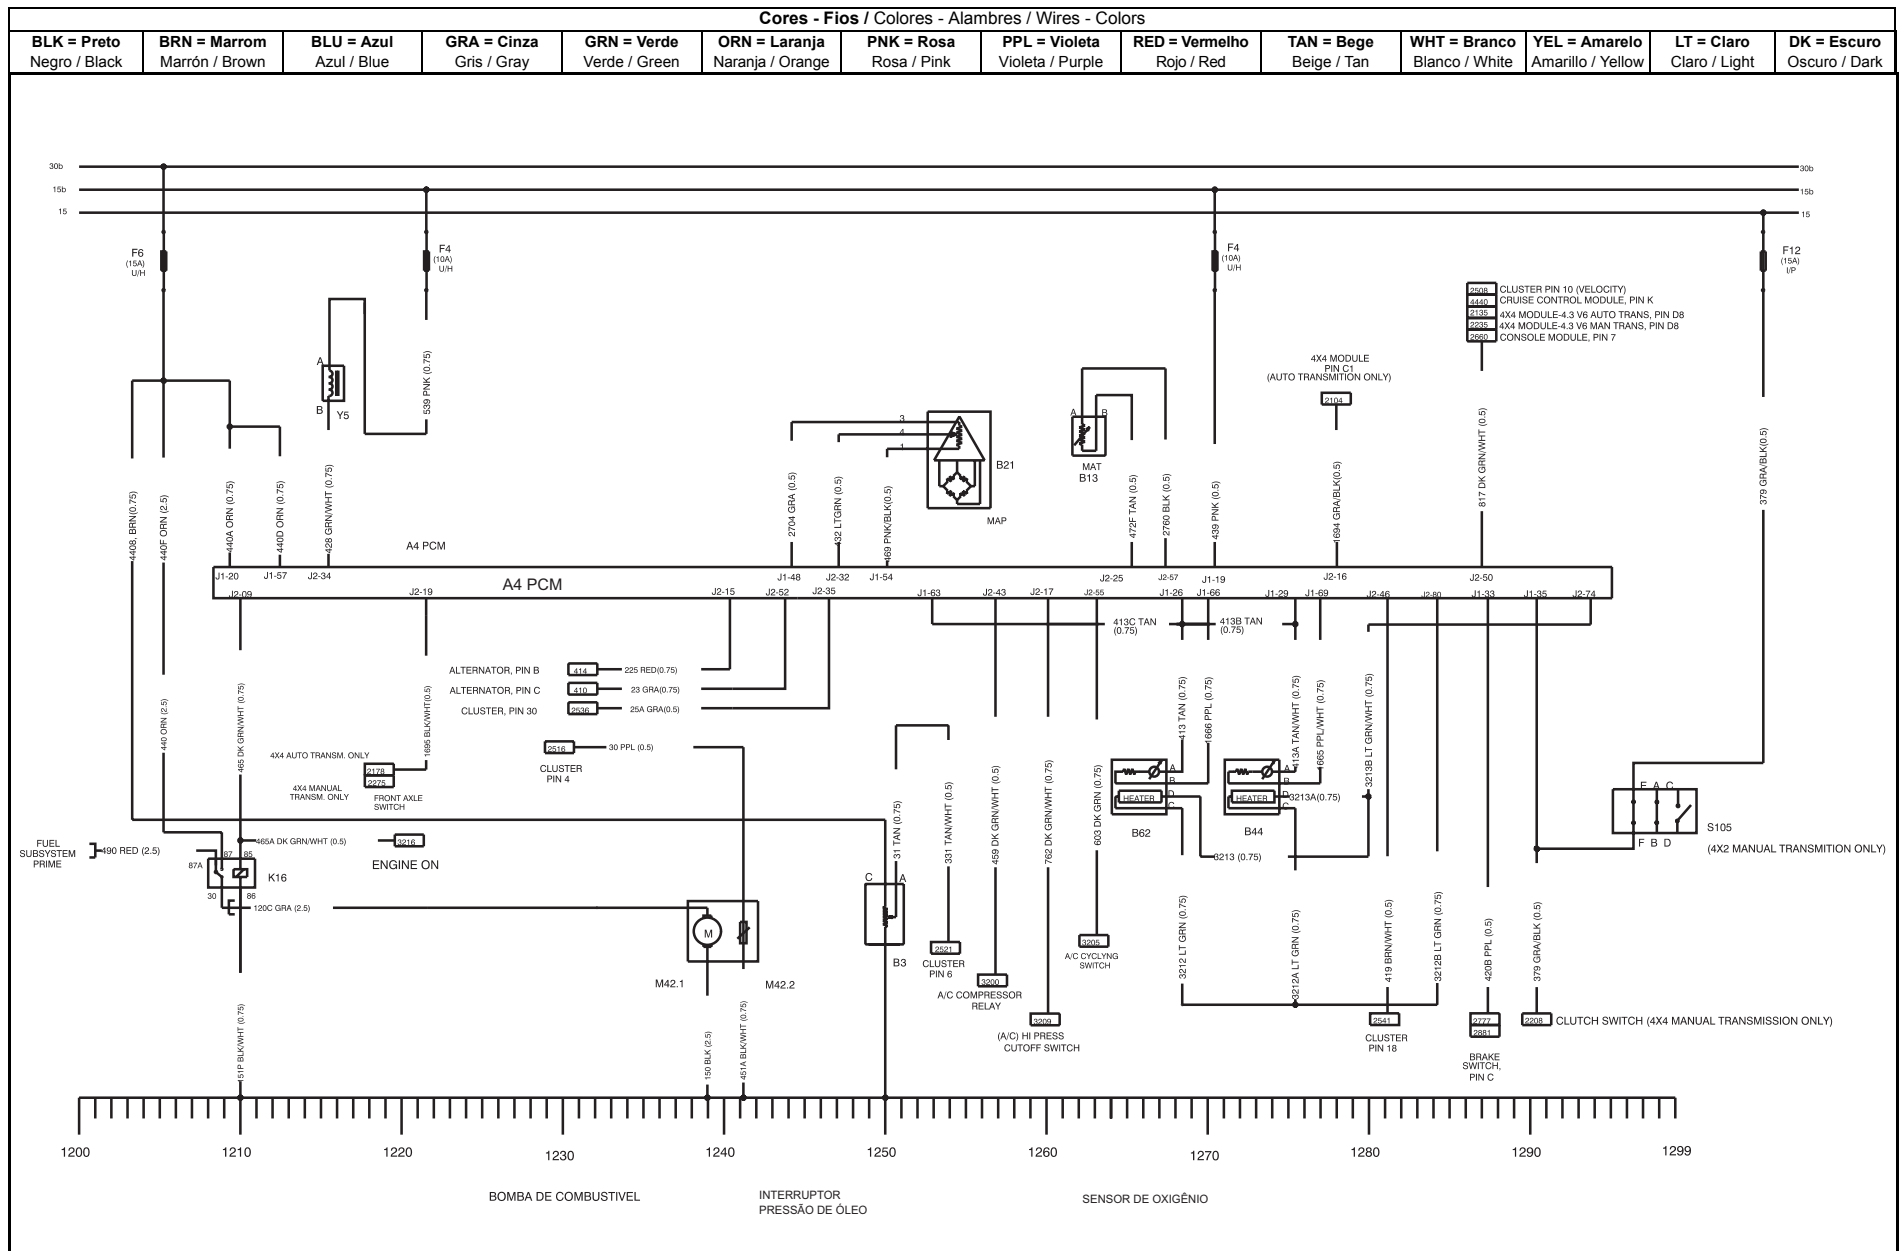 Cores - Fios / Colores - Alambres / Wires - Colors
BLK = Preto
Negro / Black
BRN = Marrom
Marrón / Brown
BLU = Azul
Azul / Blue
GRA = Cinza
Gris / Gray
GRN = Verde
Verde / Green
ORN = Laranja
Naranja / Orange
PNK = Rosa
Rosa / Pink
PPL = Violeta
Violeta / Purple
RED = Vermelho
Rojo / Red
TAN = Bege
Beige / Tan
WHT = Branco
Blanco / White
YEL = Amarelo
Amarillo / Yellow
LT = Claro
Claro / Light
DK = Escuro
Oscuro / Dark
30b
30b
15b
15b
15
15
F6
(15A)
U/H
F4
(10A)
U/H
F4
(10A)
U/H
F12
(15A)
I/P
2508 CLUSTER PIN 10 (VELOCITY)
4440 CRUISE CONTROL MODULE, PIN K
2135 4X4 MODULE-4.3 V6 AUTO TRANS, PIN D8
2235 4X4 MODULE-4.3 V6 MAN TRANS, PIN D8
2660 CONSOLE MODULE, PIN 7
4X4 MODULE
PIN C1
(AUTO TRANSMITION ONLY)
2104
A
B
Y5
539 PNK (0.75)
3
4
1
B21
MAP
A
B
MAT
B13
4408, BRN(0.75)
440F ORN (2.5)
440A ORN (0.75)
440D ORN (0.75)
428 GRN/WHT (0.75)
2704 GRA (0.5)
432 LTGRN (0.5)
469 PNK/BLK(0.5)
472F TAN (0.5)
2760 BLK (0.5)
439 PNK (0.5)
1694 GRA/BLK(0.5)
817 DK GRN/WHT (0.5)
379 GRA/BLK(0.5)
A4 PCM
J1-20
J1-57
J2-34
J1-48
J2-32
J1-54
J2-25
J2-57
J1-19
J2-16
J2-50
A4 PCM
J2-09
J2-19
J2-15
J2-52
J2-35
J1-63
J2-43
J2-17
J2-55
J1-26
J1-66
J1-29
J1-69
J2-46
J2-80
J1-33
J1-35
J2-74
413C TAN
(0.75)
413B TAN
(0.75)
ALTERNATOR, PIN B
414
225 RED(0.75)
ALTERNATOR, PIN C
410
23 GRA(0.75)
CLUSTER, PIN 30
2536
25A GRA(0.5)
2516
30 PPL (0.5)
CLUSTER
PIN 4
440 ORN (2.5)
465 DK GRN/WHT (0.75)
1695 BLK/WHT(0.5)
4X4 AUTO TRANSM. ONLY
2178
2275
4X4 MANUAL
TRANSM. ONLY
FRONT AXLE
SWITCH
413 TAN (0.75)
1666 PPL (0.75)
413A TAN/WHT (0.75)
1665 PPL/WHT (0.75)
3213B LT GRN/WHT (0.75)
31 TAN (0.75)
331 TAN/WHT (0.5)
459 DK GRN/WHT (0.5)
762 DK GRN/WHT (0.75)
603 DK GRN (0.75)
A
B
HEATER
D
C
B62
A
B
HEATER
D
C
3213A(0.75)
B44
3213 (0.75)
E A C
F B D
S105
(4X2 MANUAL TRANSMITION ONLY)
FUEL
SUBSYSTEM
PRIME
490 RED (2.5)
465A DK GRN/WHT (0.5)
3216
ENGINE ON
87
85
87A
K16
30
86
120C GRA (2.5)
M
M42.1
M42.2
C
A
B3
2521
CLUSTER
PIN 6
3200
A/C COMPRESSOR
RELAY
3209
(A/C) HI PRESS
CUTOFF SWITCH
3205
A/C CYCLYNG
SWITCH
3212 LT GRN (0.75)
3212A LT GRN (0.75)
419 BRN/WHT (0.5)
3212B LT GRN (0.75)
420B PPL (0.5)
379 GRA/BLK (0.5)
2541
CLUSTER
PIN 18
2777
2881
BRAKE
SWITCH,
PIN C
2208
CLUTCH SWITCH (4X4 MANUAL TRANSMISSION ONLY)
151P BLK/WHT (0.75)
150 BLK (2.5)
451A BLK/WHT (0.75)
1200
1210
1220
1230
1240
1250
1260
1270
1280
1290
1299
BOMBA DE COMBUSTIVEL
INTERRUPTOR
PRESSÃO DE ÓLEO
SENSOR DE OXIGÊNIO